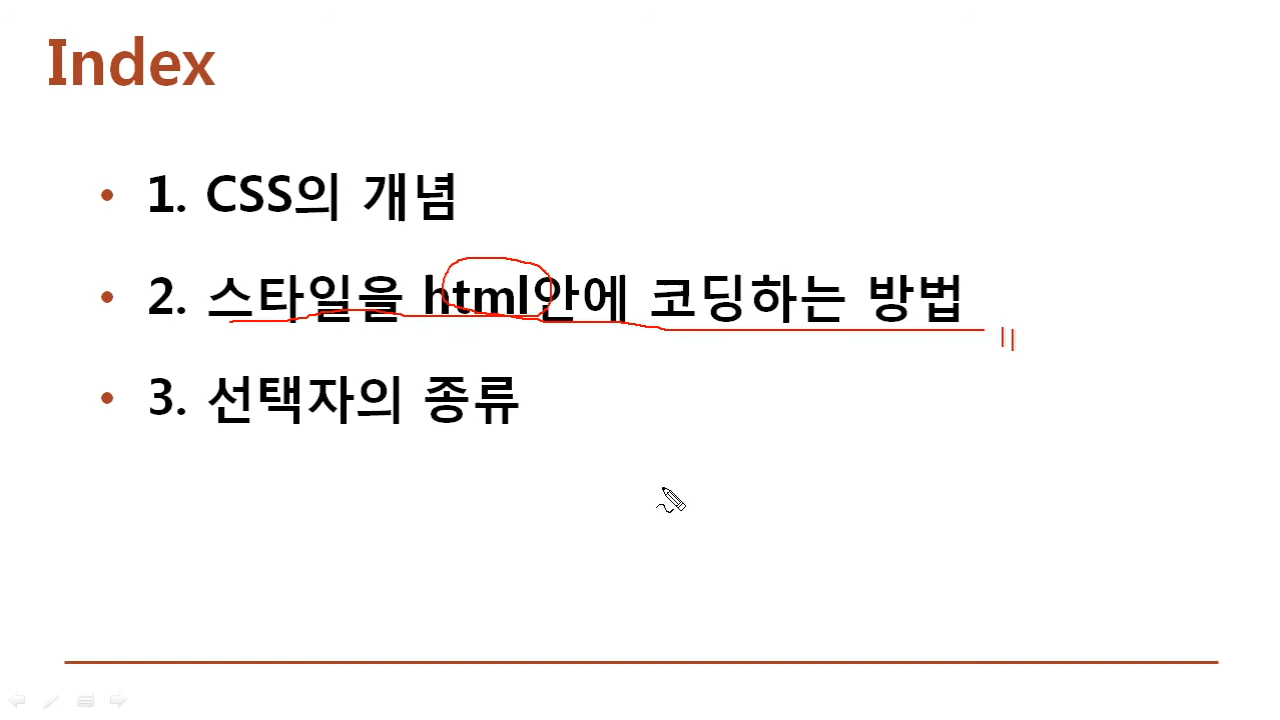 Index
• 1. CSS의 개념
• 2. 스타일을 html안에 코딩하는 방법
• 3. 선택자의 종류